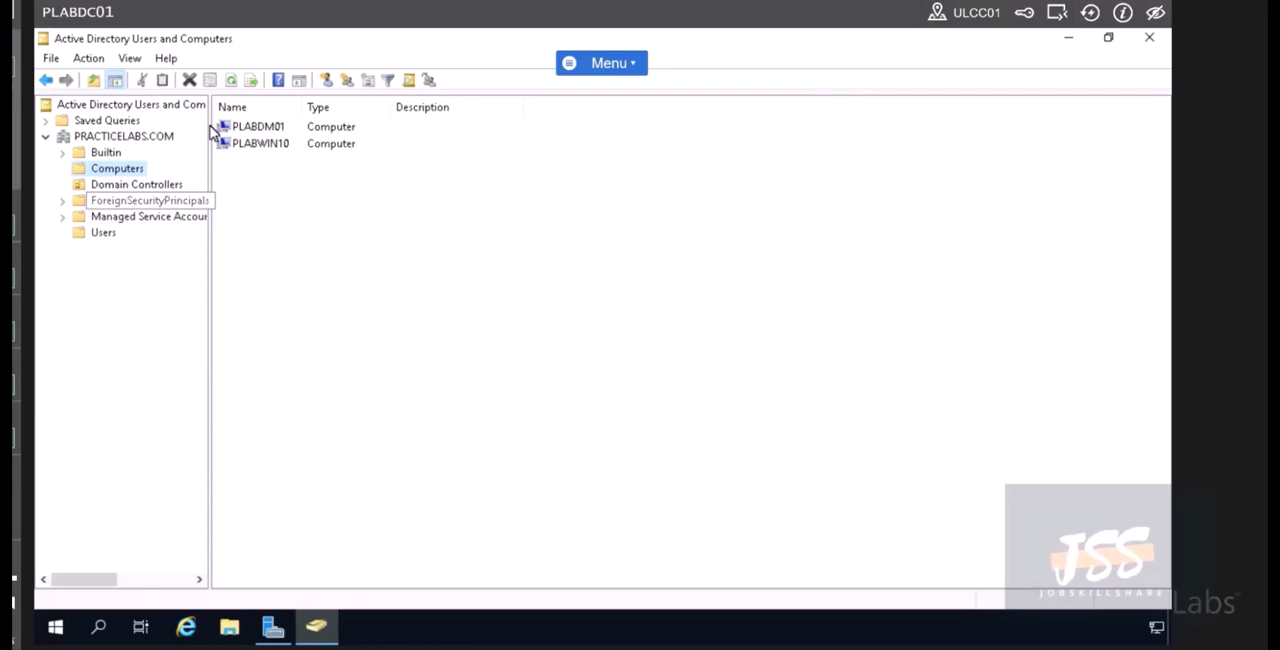 PLABDC01
ULCC01
Active Directory Users and Computers
File Action View Help
Menu
Active Directory Users and Com
Saved Queries
PRACTICELABS.COM
Builtin
Computers
Domain Controllers
ForeignSecurityPrincipals
Managed Service Accour
Users
Name Type Description
PLABDM01 Computer
PLABWIN10 Computer
JSS
JOBSKILLSHARE
Labs